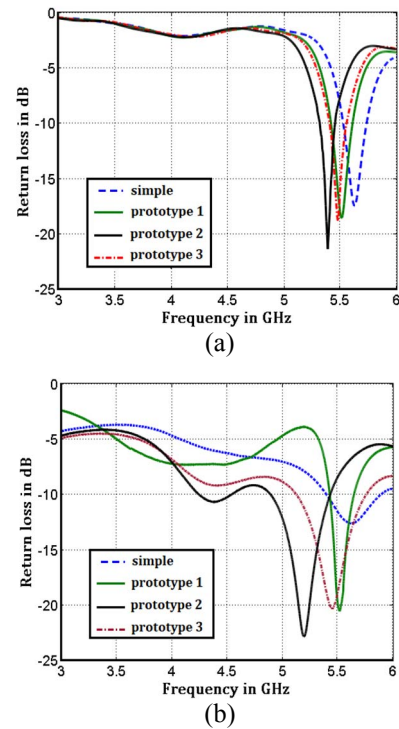 0
-5
-10
-15
-20
-25
Return loss in dB
simple
prototype 1
prototype 2
prototype 3
3 3.5 4 4.5 5 5.5 6
Frequency in GHz
(a)
0
-5
-10
-15
-20
-25
Return loss in dB
simple
prototype 1
prototype 2
prototype 3
3 3.5 4 4.5 5 5.5 6
Frequency in GHz
(b)